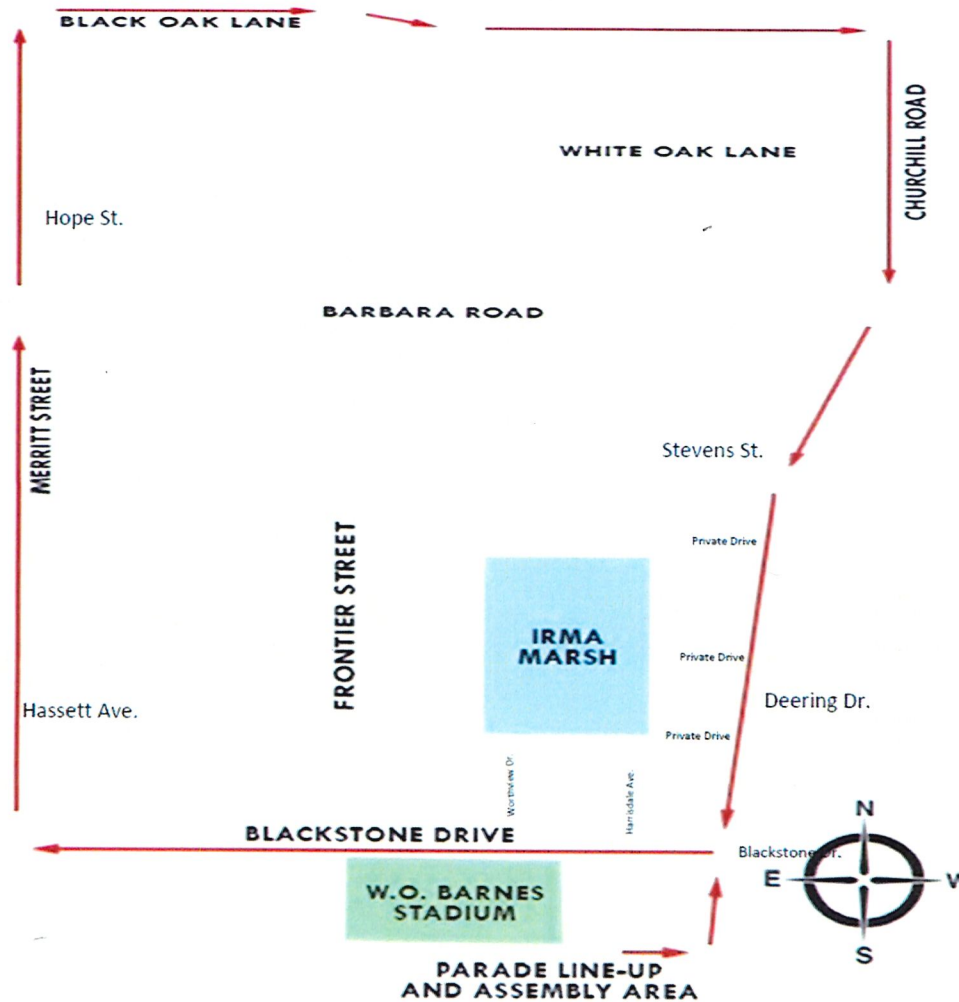 BLACK OAK LANE
WHITE OAK LANE
CHURCHILL ROAD
Hope St.
BARBARA ROAD
MERRITT STREET
Stevens St.
Private Drive
FRONTIER STREET
IRMA
MARSH
Private Drive
Deering Dr.
Hassett Ave.
Private Drive
Worthview Dr.
Harrisdale Ave.
BLACKSTONE DRIVE
Blackstone Dr.
N
E
W
S
W.O. BARNES
STADIUM
PARADE LINE-UP
AND ASSEMBLY AREA